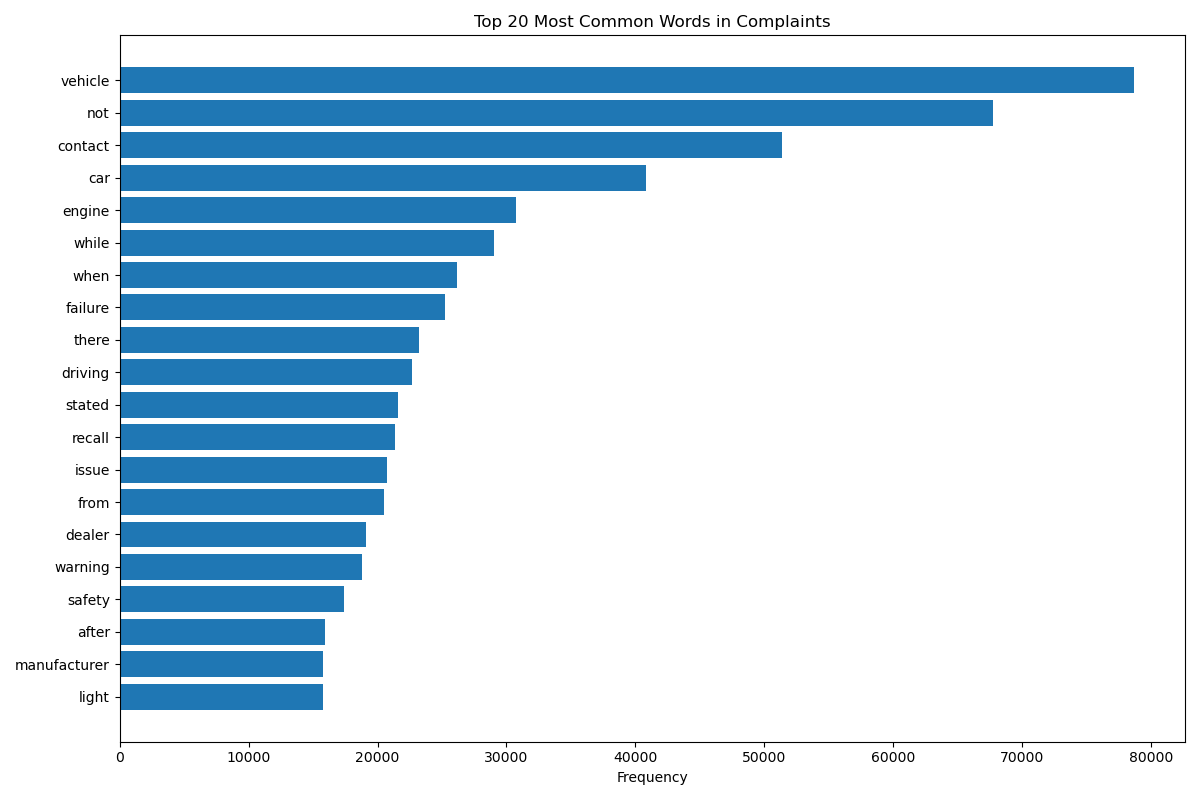 Top 20 Most Common Words in Complaints
vehicle
not
contact
car
engine
while
when
failure
there
driving
stated
recall
issue
from
dealer
warning
safety
after
manufacturer
light
0 10000 20000 30000 40000 50000 60000 70000 80000
Frequency